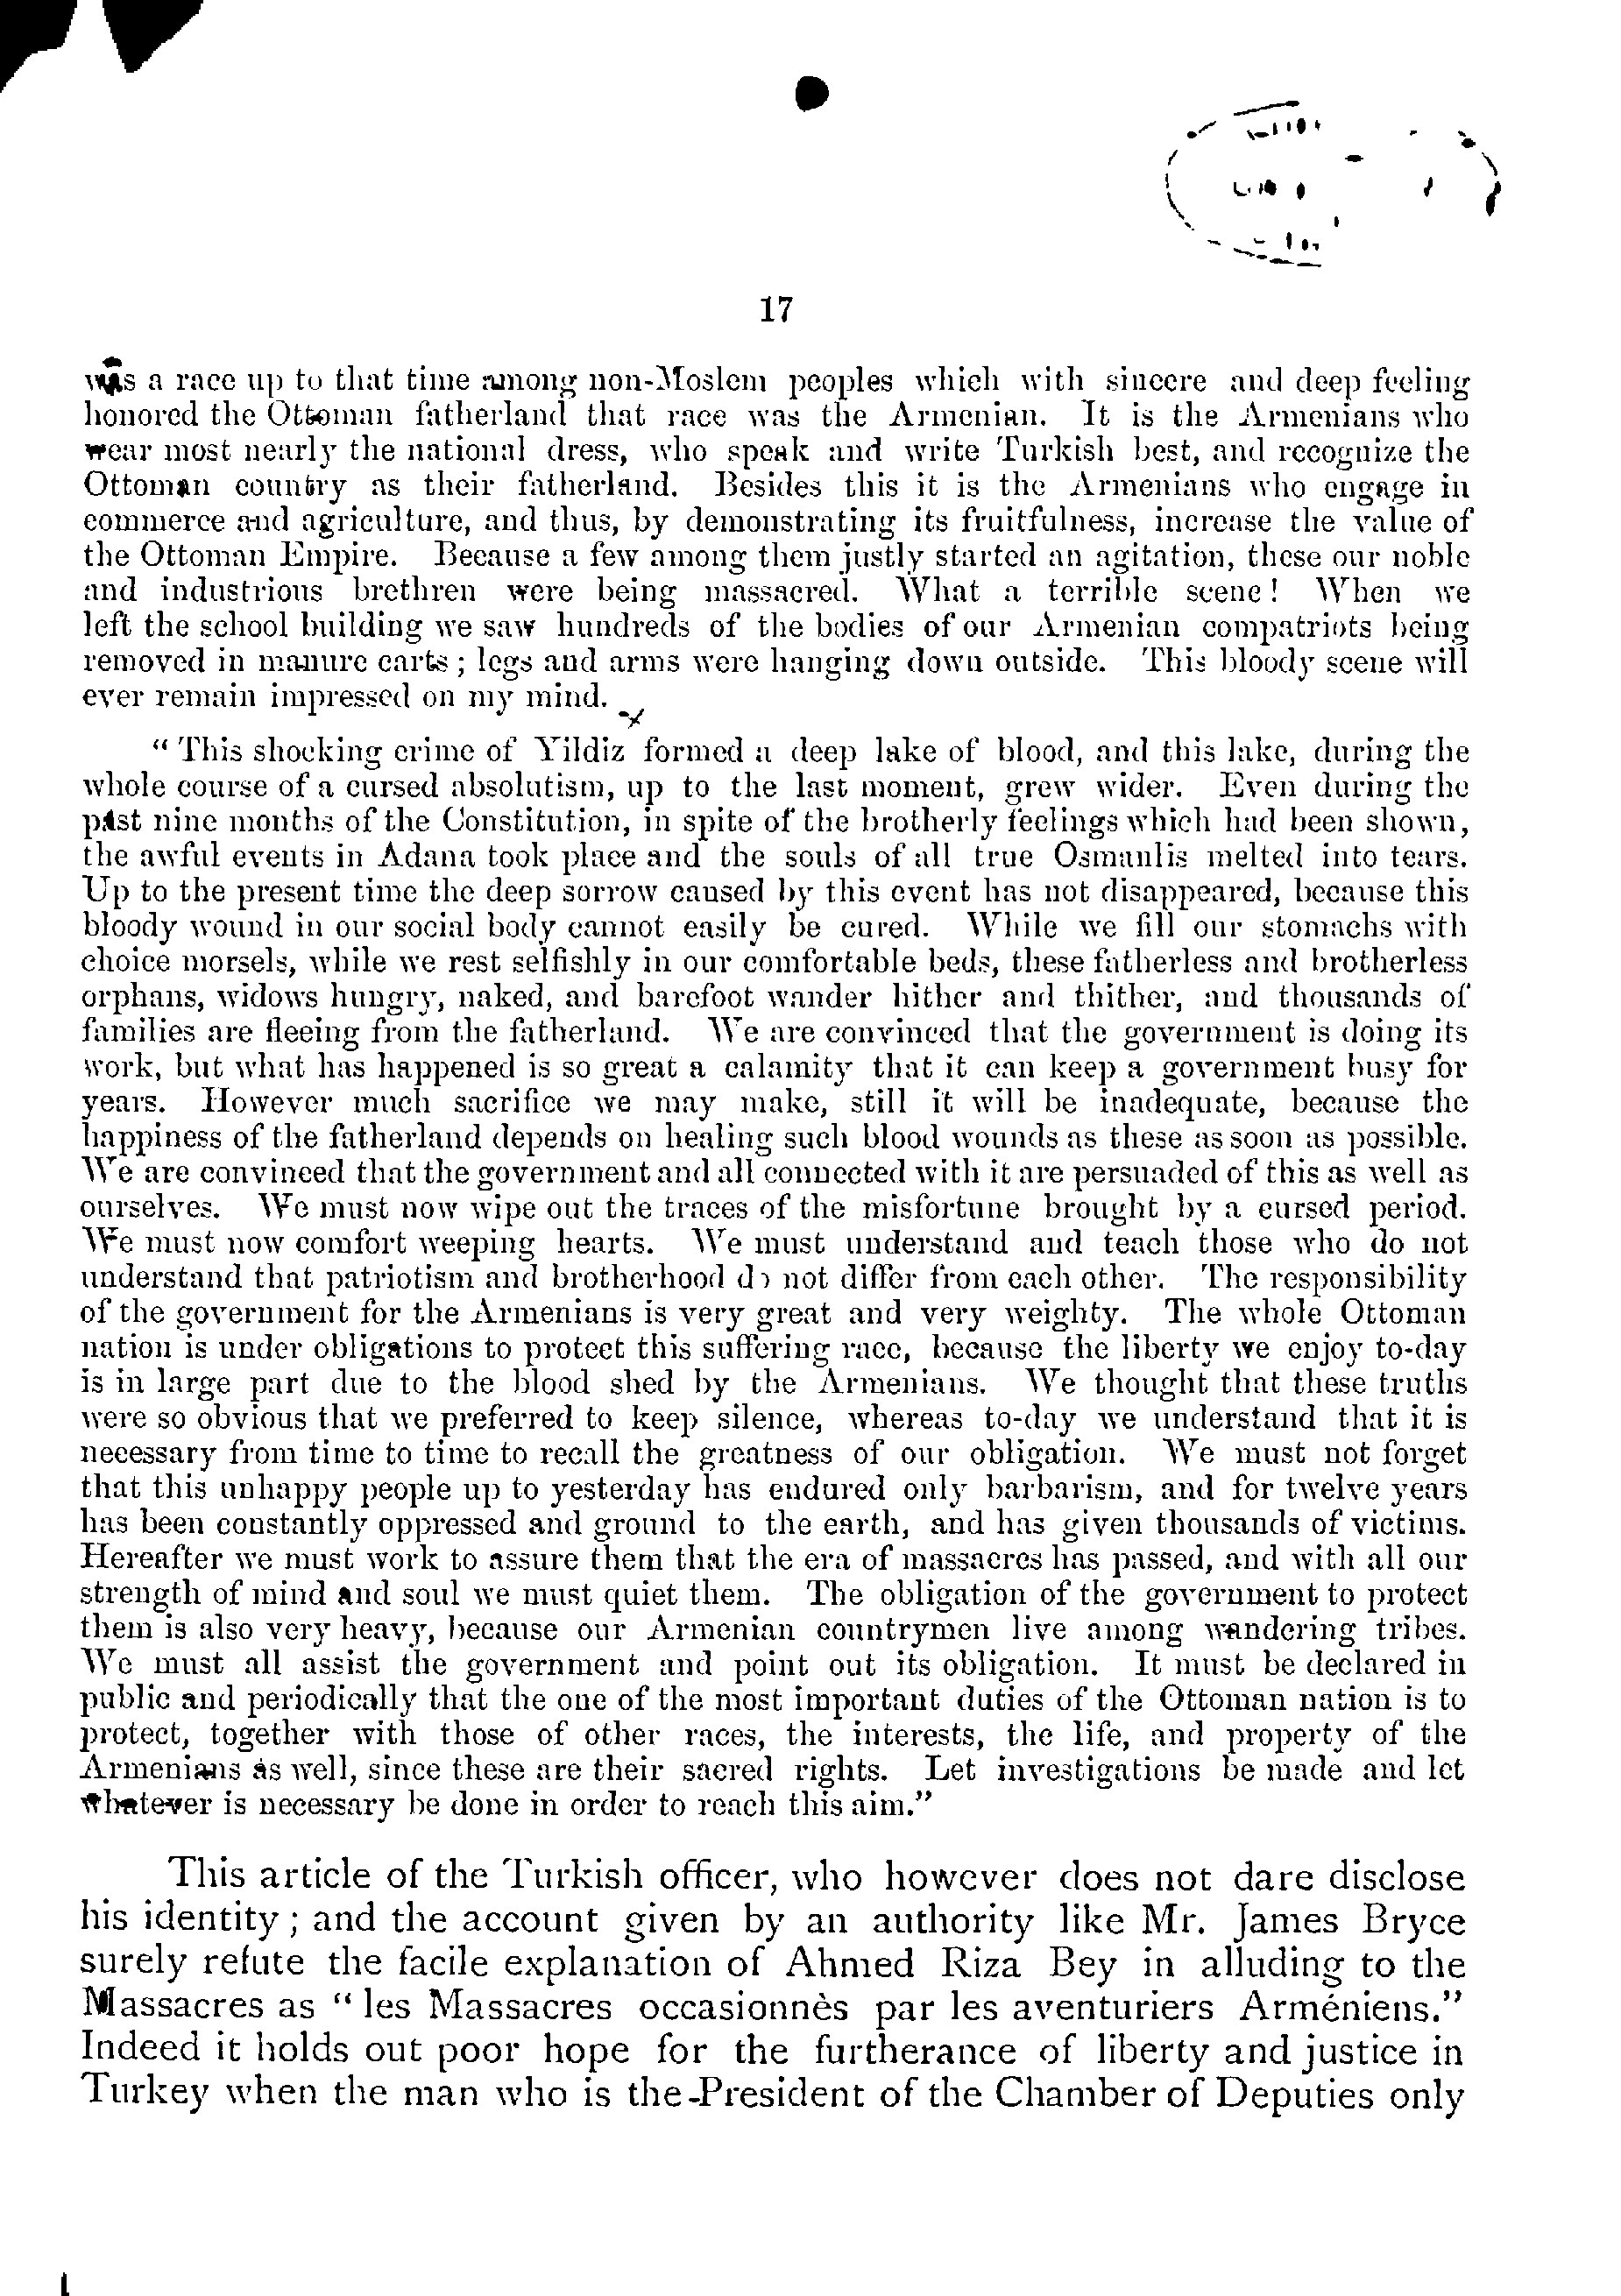 17
was a race up to that time among non-Moslem peoples which with sincere and deep feeling
honored the Ottoman fatherland that race was the Armenian. It is the Armenians who
wear most nearly the national dress, who speak and write Turkish best, and recognize the
Ottoman country as their fatherland. Besides this it is the Armenians who engage in
commerce and agriculture, and thus, by demonstrating its fruitfulness, increase the value of
the Ottoman Empire. Because a few among them justly started an agitation, these our noble
and industrious brethren were being massacred. What a terrible scene! When we
left the school building we saw hundreds of the bodies of our Armenian compatriots being
removed in manure carts; legs and arms were hanging down outside. This bloody scene will
ever remain impressed on my mind.
"This shocking crime of Yildiz formed a deep lake of blood, and this lake, during the
whole course of a cursed absolutism, up to the last moment, grew wider. Even during the
past nine months of the Constitution, in spite of the brotherly feelings which had been shown,
the awful events in Adana took place and the souls of all true Osmanlis melted into tears.
Up to the present time the deep sorrow caused by this event has not disappeared, because this
bloody wound in our social body cannot easily be cured. While we fill our stomachs with
choice morsels, while we rest selfishly in our comfortable beds, these fatherless and brotherless
orphans, widows hungry, naked, and barefoot wander hither and thither, and thousands of
families are fleeing from the fatherland. We are convinced that the government is doing its
work, but what has happened is so great a calamity that it can keep a government busy for
years. However much sacrifice we may make, still it will be inadequate, because the
happiness of the fatherland depends on healing such blood wounds as these as soon as possible.
We are convinced that the government and all connected with it are persuaded of this as well as
ourselves. We must now wipe out the traces of the misfortune brought by a cursed period.
We must now comfort weeping hearts. We must understand and teach those who do not
understand that patriotism and brotherhood do not differ from each other. The responsibility
of the government for the Armenians is very great and very weighty. The whole Ottoman
nation is under obligations to protect this suffering race, because the liberty we enjoy to-day
is in large part due to the blood shed by the Armenians. We thought that these truths
were so obvious that we preferred to keep silence, whereas to-day we understand that it is
necessary from time to time to recall the greatness of our obligation. We must not forget
that this unhappy people up to yesterday has endured only barbarism, and for twelve years
has been constantly oppressed and ground to the earth, and has given thousands of victims.
Hereafter we must work to assure them that the era of massacres has passed, and with all our
strength of mind and soul we must quiet them. The obligation of the government to protect
them is also very heavy, because our Armenian countrymen live among wandering tribes.
We must all assist the government and point out its obligation. It must be declared in
public and periodically that the one of the most important duties of the Ottoman nation is to
protect, together with those of other races, the interests, the life, and property of the
Armenians as well, since these are their sacred rights. Let investigations be made and let
whatever is necessary be done in order to reach this aim."
This article of the Turkish officer, who however does not dare disclose
his identity; and the account given by an authority like Mr. James Bryce
surely refute the facile explanation of Ahmed Riza Bey in alluding to the
Massacres as "les Massacres occasionnès par les aventuriers Arméniens."
Indeed it holds out poor hope for the furtherance of liberty and justice in
Turkey when the man who is the President of the Chamber of Deputies only